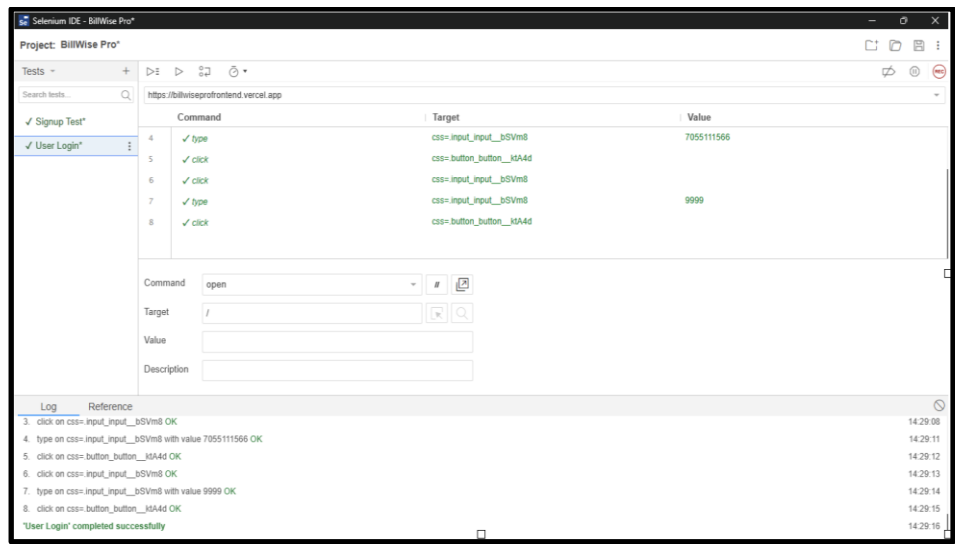 Selenium IDE - BillWise Pro*
Project: BillWise Pro*
Tests
Search tests...
https://billwiseprofrontend.vercel.app
Command Target Value
✓ Signup Test*
✓ User Login*
4 ✓ type css=.input_input__bSVm8 7055111566
5 ✓ click css=.button_button__ktA4d
6 ✓ click css=.input_input__bSVm8
7 ✓ type css=.input_input__bSVm8 9999
8 ✓ click css=.button_button__ktA4d
Command open //
Target /
Value
Description
Log Reference
3. click on css=.input_input__bSVm8 OK 14:29:08
4. type on css=.input_input__bSVm8 with value 7055111566 OK 14:29:11
5. click on css=.button_button__ktA4d OK 14:29:12
6. click on css=.input_input__bSVm8 OK 14:29:13
7. type on css=.input_input__bSVm8 with value 9999 OK 14:29:14
8. click on css=.button_button__ktA4d OK 14:29:15
'User Login' completed successfully 14:29:16
REC